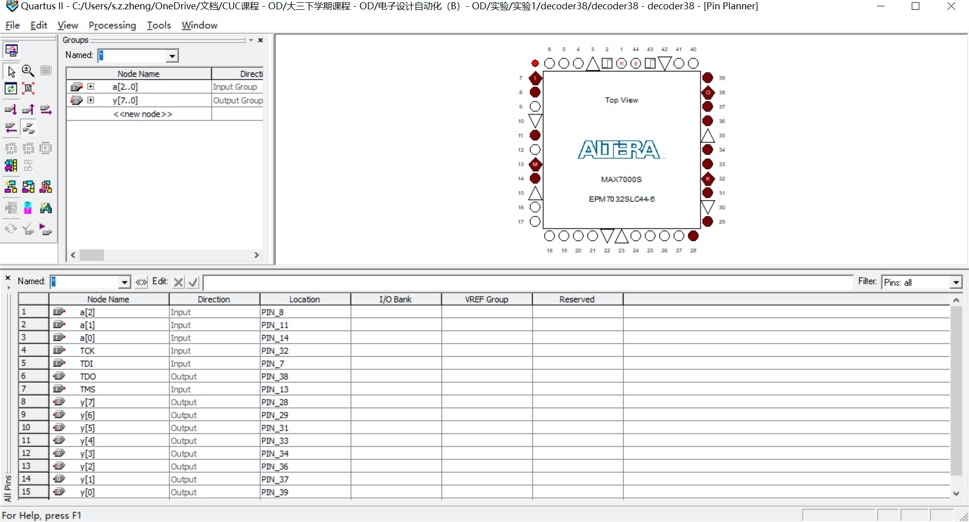 Quartus II - C:/Users/s.z.zheng/OneDrive/文档/CUC课程 - OD/大三下学期课程 - OD/电子设计自动化（B）- OD/实验/实验1/decoder38/decoder38 - decoder38 - [Pin Planner]
File Edit View Processing Tools Window
Groups
Named: *
Node Name Directi
a[2..0] Input Group
y[7..0] Output Group
<<new node>>
6 5 4 3 2 1 44 43 42 41 40
7 I 39
8 38 O
9 37
10 36
11 35
12 34
13 M 33
14 32 K
15 31
16 30
17 29
Top View
ALTERA
MAX7000S
EPM7032SLC44-6
18 19 20 21 22 23 24 25 26 27 28
Named: * Edit: Filter: Pins: all
Node Name Direction Location I/O Bank VREF Group Reserved
1 a[2] Input PIN_8
2 a[1] Input PIN_11
3 a[0] Input PIN_14
4 TCK Input PIN_32
5 TDI Input PIN_7
6 TDO Output PIN_38
7 TMS Input PIN_13
8 y[7] Output PIN_28
9 y[6] Output PIN_29
10 y[5] Output PIN_31
11 y[4] Output PIN_33
12 y[3] Output PIN_34
13 y[2] Output PIN_36
14 y[1] Output PIN_37
15 y[0] Output PIN_39
All Pins
For Help, press F1